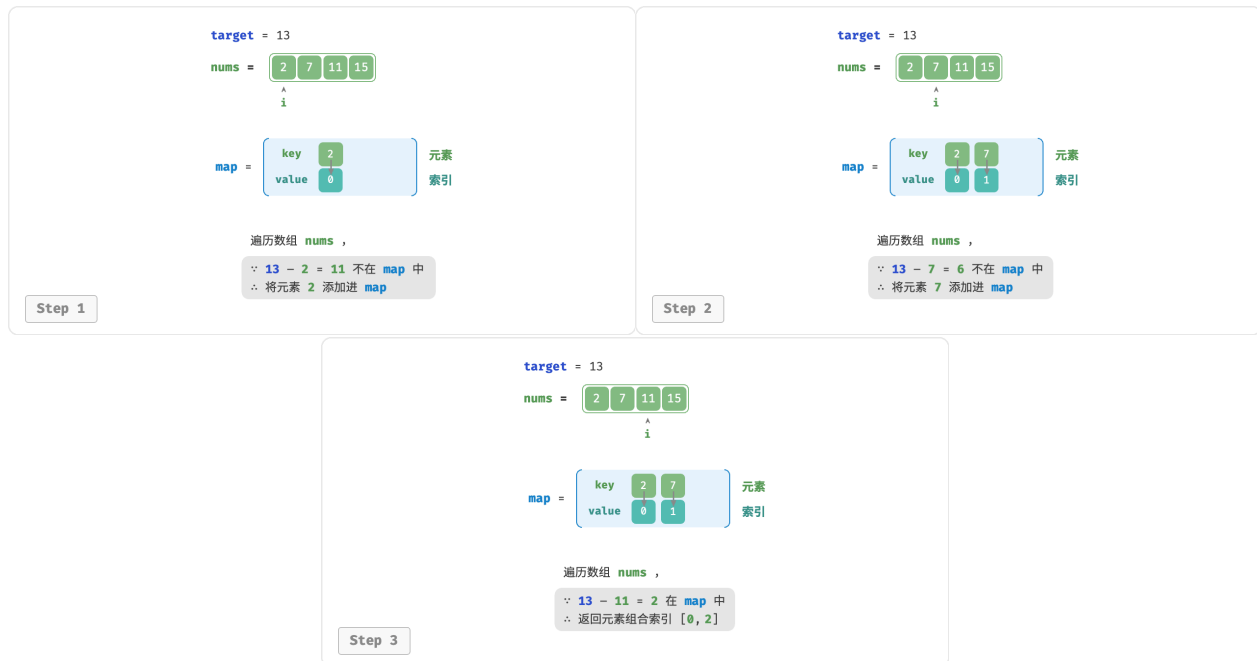 target = 13
nums = 2 7 11 15
i
key 2 元素
map =
value 0 索引
遍历数组 nums ,
∵ 13 − 2 = 11 不在 map 中
∴ 将元素 2 添加进 map
Step 1
target = 13
nums = 2 7 11 15
i
key 2 7 元素
map =
value 0 1 索引
遍历数组 nums ,
∵ 13 − 7 = 6 不在 map 中
∴ 将元素 7 添加进 map
Step 2
target = 13
nums = 2 7 11 15
i
key 2 7 元素
map =
value 0 1 索引
遍历数组 nums ,
∵ 13 − 11 = 2 在 map 中
∴ 返回元素组合索引 [0,2]
Step 3